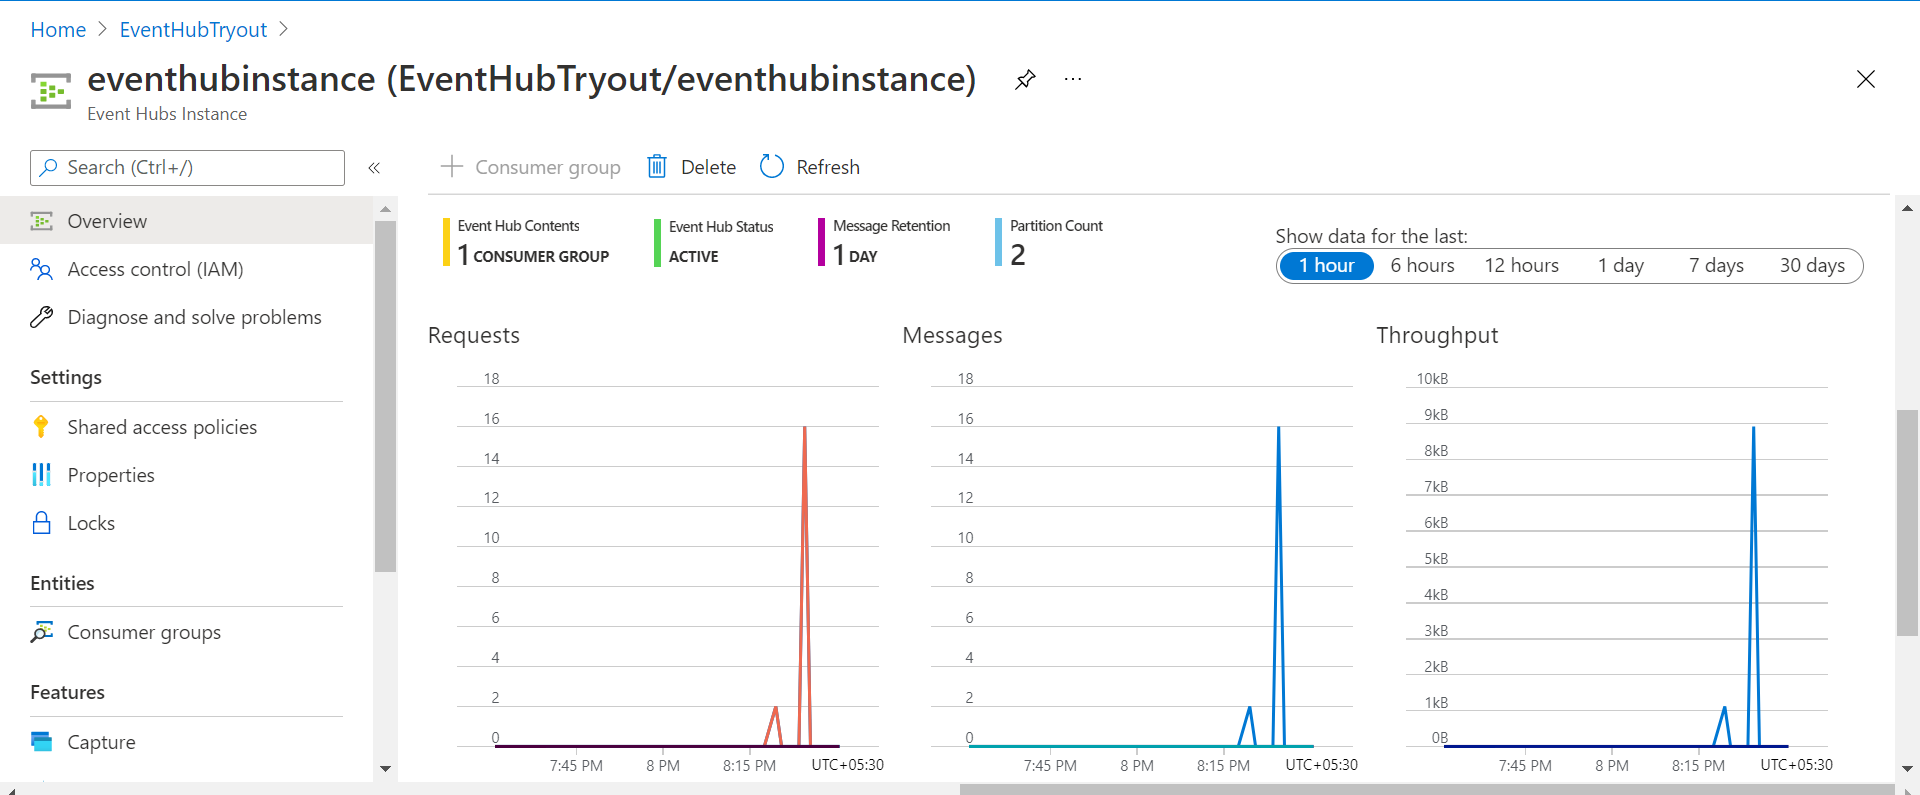 Home > EventHubTryout >
eventhubinstance (EventHubTryout/eventhubinstance) ...
Event Hubs Instance
Search (Ctrl+/) «
Overview
Access control (IAM)
Diagnose and solve problems
Settings
Shared access policies
Properties
Locks
Entities
Consumer groups
Features
Capture
+ Consumer group Delete Refresh
Event Hub Contents
1 CONSUMER GROUP
Event Hub Status
ACTIVE
Message Retention
1 DAY
Partition Count
2
Show data for the last:
1 hour 6 hours 12 hours 1 day 7 days 30 days
Requests
18
16
14
12
10
8
6
4
2
0
7:45 PM 8 PM 8:15 PM UTC+05:30
Messages
18
16
14
12
10
8
6
4
2
0
7:45 PM 8 PM 8:15 PM UTC+05:30
Throughput
10kB
9kB
8kB
7kB
6kB
5kB
4kB
3kB
2kB
1kB
0B
7:45 PM 8 PM 8:15 PM UTC+05:30